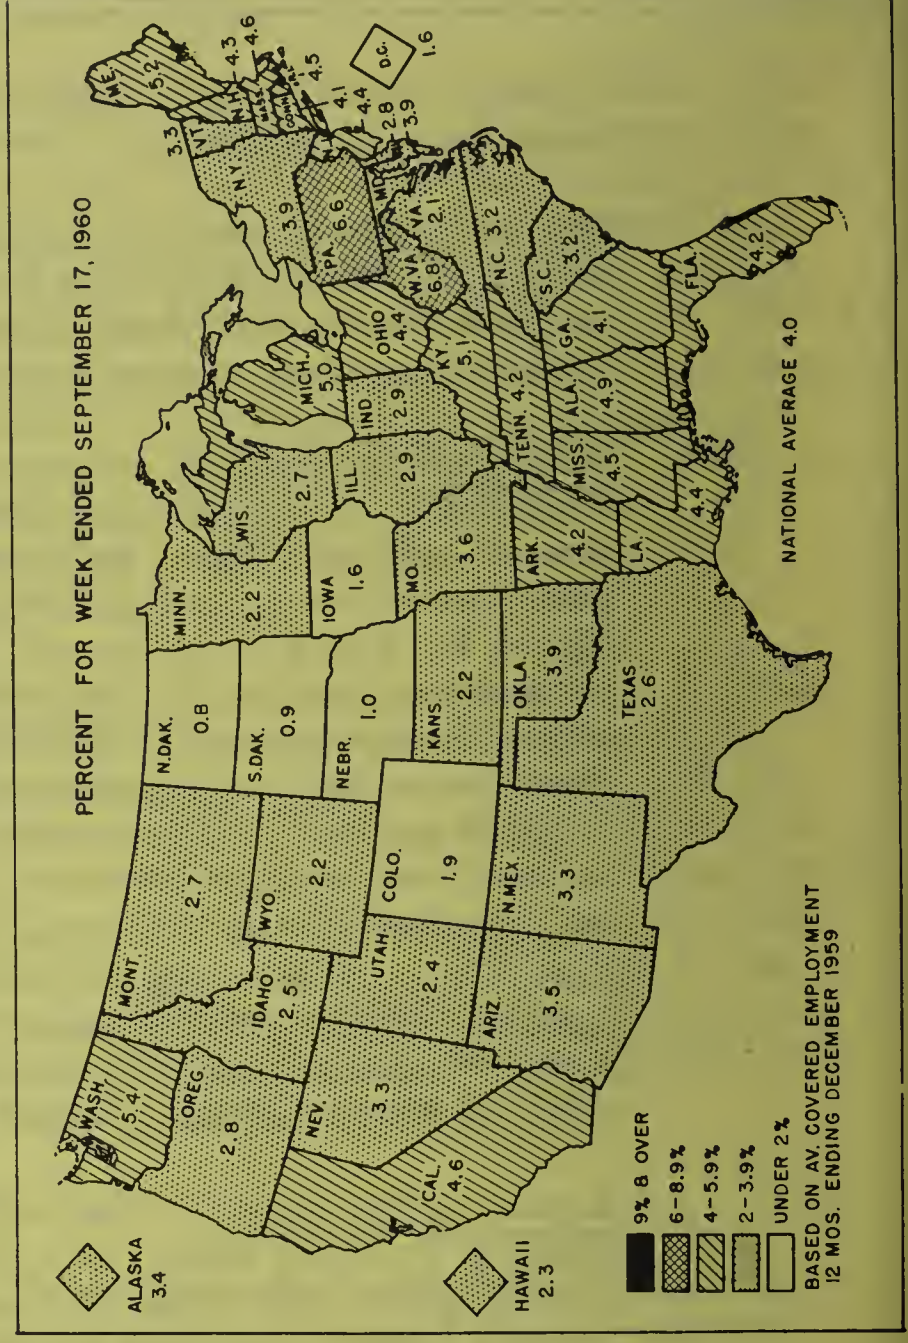 PERCENT FOR WEEK ENDED SEPTEMBER 17, 1960
ALASKA
3.4
HAWAII
2.3
WASH.
5.4
OREG
2.8
CAL.
4.6
NEV.
3.3
IDAHO
2.5
MONT.
2.7
WYO
2.2
UTAH
2.4
ARIZ
3.5
COLO.
1.9
N.MEX
3.3
N.DAK.
0.8
S.DAK.
0.9
NEBR.
1.0
KANS
2.2
OKLA.
3.9
TEXAS
2.6
MINN.
2.2
IOWA
1.6
MO.
3.6
ARK.
4.2
LA.
4.4
WIS
2.7
ILL.
2.9
MICH.
5.0
IND
2.9
OHIO
4.4
KY.
5.1
TENN. 4.2
MISS.
4.5
ALA.
4.9
GA.
4.1
FLA.
4.2
S.C.
3.2
N.C. 3.2
VA.
2.1
W.VA.
6.8
PA. 6.6
N.Y.
3.9
3.3
VT.
ME.
5.2
N.H.
4.3
MASS.
4.6
CONN.
4.5
4.1
4.4
2.8
MD.
3.9
D.C.
1.6
NATIONAL AVERAGE 4.0
9% & OVER
6-8.9%
4-5.9%
2-3.9%
UNDER 2%
BASED ON AV. COVERED EMPLOYMENT
12 MOS. ENDING DECEMBER 1959